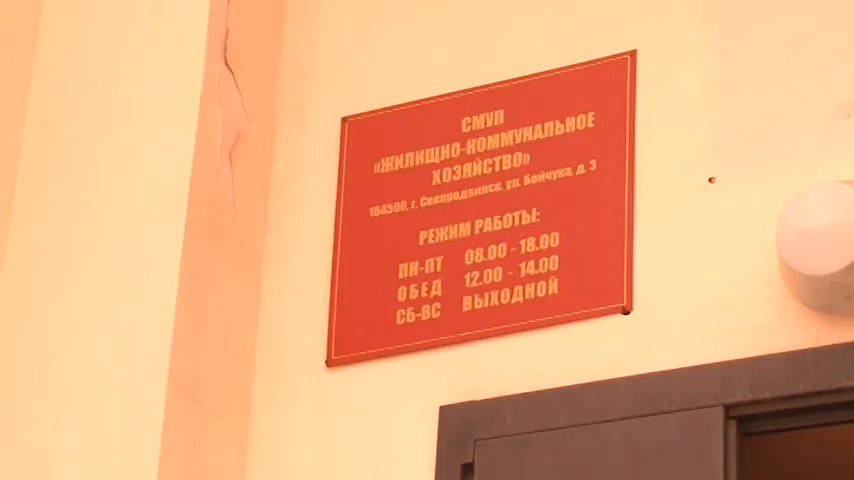 СМУП
«ЖИЛИЩНО-КОММУНАЛЬНОЕ
ХОЗЯЙСТВО»
164500, г. Северодвинск, ул. Бойчука, д. 3
РЕЖИМ РАБОТЫ:
ПН-ПТ 08.00 - 18.00
ОБЕД 12.00 - 14.00
СБ-ВС ВЫХОДНОЙ